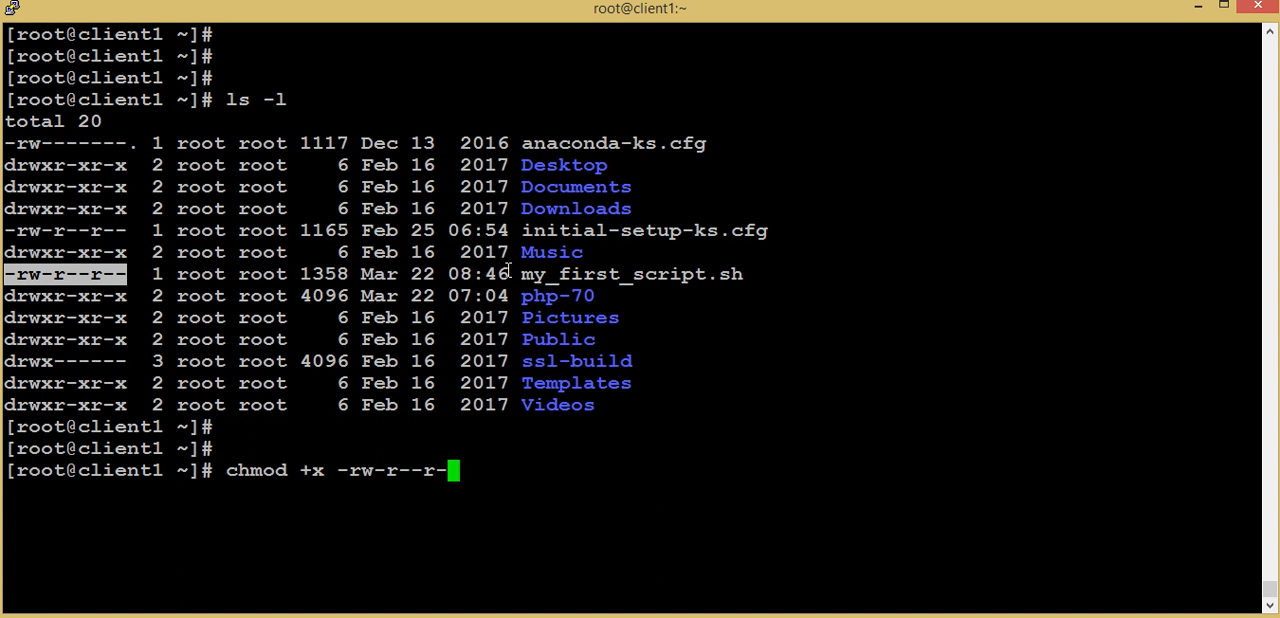 root@client1:~
[root@client1 ~]#
[root@client1 ~]#
[root@client1 ~]#
[root@client1 ~]# ls -l
total 20
-rw-------. 1 root root 1117 Dec 13  2016 anaconda-ks.cfg
drwxr-xr-x  2 root root    6 Feb 16  2017 Desktop
drwxr-xr-x  2 root root    6 Feb 16  2017 Documents
drwxr-xr-x  2 root root    6 Feb 16  2017 Downloads
-rw-r--r--  1 root root 1165 Feb 25 06:54 initial-setup-ks.cfg
drwxr-xr-x  2 root root    6 Feb 16  2017 Music
-rw-r--r--  1 root root 1358 Mar 22 08:46 my_first_script.sh
drwxr-xr-x  2 root root 4096 Mar 22 07:04 php-70
drwxr-xr-x  2 root root    6 Feb 16  2017 Pictures
drwxr-xr-x  2 root root    6 Feb 16  2017 Public
drwx------  3 root root 4096 Feb 16  2017 ssl-build
drwxr-xr-x  2 root root    6 Feb 16  2017 Templates
drwxr-xr-x  2 root root    6 Feb 16  2017 Videos
[root@client1 ~]#
[root@client1 ~]#
[root@client1 ~]# chmod +x -rw-r--r-